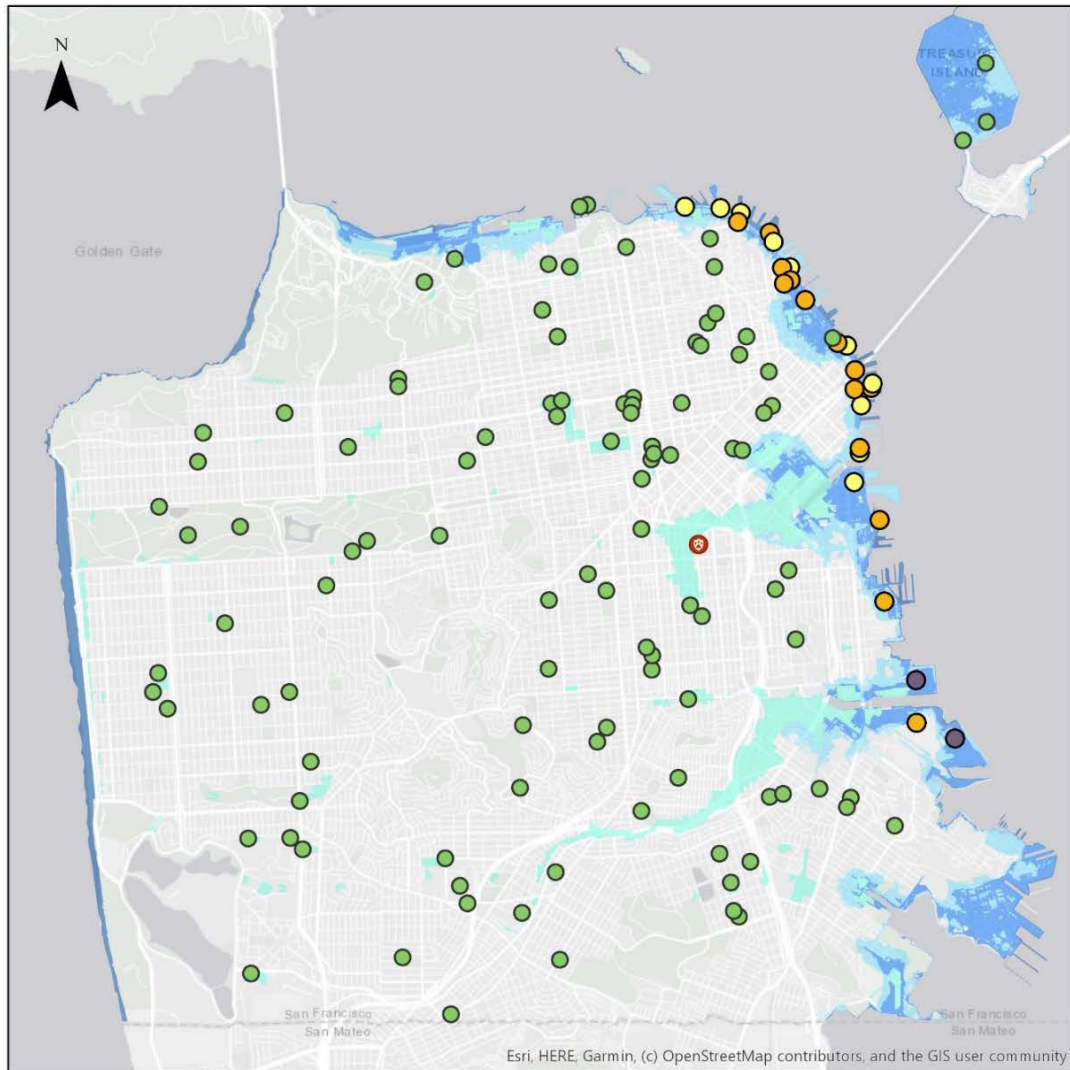 N
TREASURE
ISLAND
Golden Gate
San Francisco
San Mateo
San Francisco
San Mateo
Esri, HERE, Garmin, (c) OpenStreetMap contributors, and the GIS user community